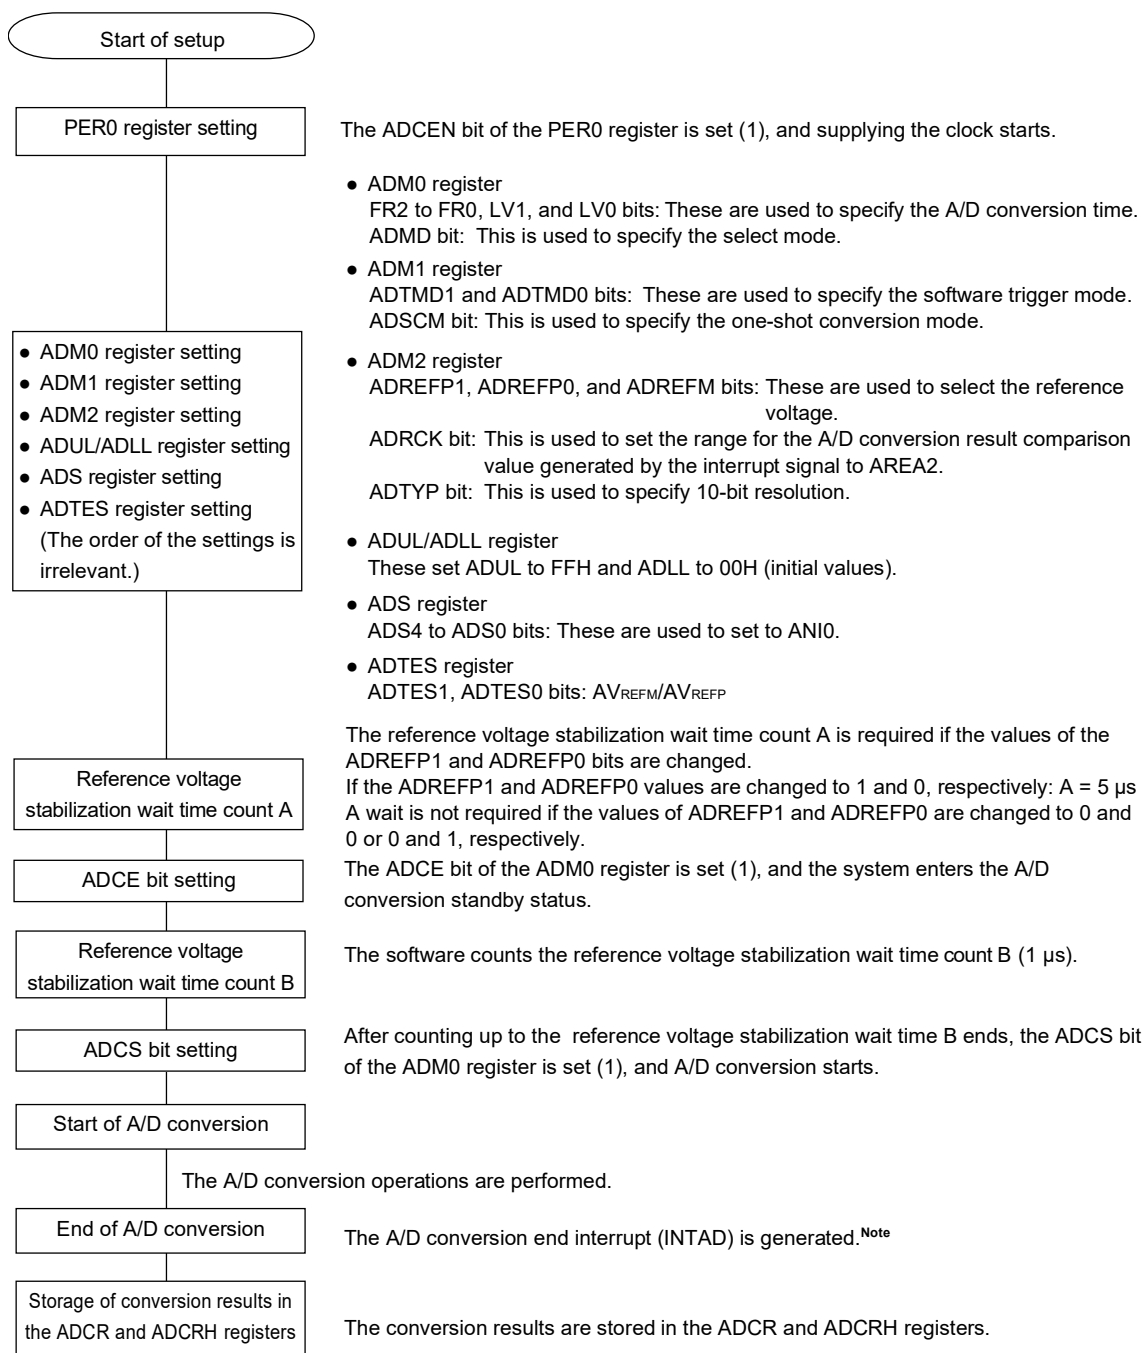 Start of setup
PER0 register setting
The ADCEN bit of the PER0 register is set (1), and supplying the clock starts.
● ADM0 register
FR2 to FR0, LV1, and LV0 bits: These are used to specify the A/D conversion time.
ADMD bit: This is used to specify the select mode.
● ADM1 register
ADTMD1 and ADTMD0 bits: These are used to specify the software trigger mode.
ADSCM bit: This is used to specify the one-shot conversion mode.
● ADM0 register setting
● ADM1 register setting
● ADM2 register setting
● ADUL/ADLL register setting
● ADS register setting
● ADTES register setting
(The order of the settings is
irrelevant.)
● ADM2 register
ADREFP1, ADREFP0, and ADREFM bits: These are used to select the reference
voltage.
ADRCK bit: This is used to set the range for the A/D conversion result comparison
value generated by the interrupt signal to AREA2.
ADTYP bit: This is used to specify 10-bit resolution.
● ADUL/ADLL register
These set ADUL to FFH and ADLL to 00H (initial values).
● ADS register
ADS4 to ADS0 bits: These are used to set to ANI0.
● ADTES register
ADTES1, ADTES0 bits: AVREFM/AVREFP
Reference voltage
stabilization wait time count A
The reference voltage stabilization wait time count A is required if the values of the
ADREFP1 and ADREFP0 bits are changed.
If the ADREFP1 and ADREFP0 values are changed to 1 and 0, respectively: A = 5 µs
A wait is not required if the values of ADREFP1 and ADREFP0 are changed to 0 and
0 or 0 and 1, respectively.
ADCE bit setting
The ADCE bit of the ADM0 register is set (1), and the system enters the A/D
conversion standby status.
Reference voltage
stabilization wait time count B
The software counts the reference voltage stabilization wait time count B (1 µs).
ADCS bit setting
After counting up to the reference voltage stabilization wait time B ends, the ADCS bit
of the ADM0 register is set (1), and A/D conversion starts.
Start of A/D conversion
The A/D conversion operations are performed.
End of A/D conversion
The A/D conversion end interrupt (INTAD) is generated.Note
Storage of conversion results in
the ADCR and ADCRH registers
The conversion results are stored in the ADCR and ADCRH registers.